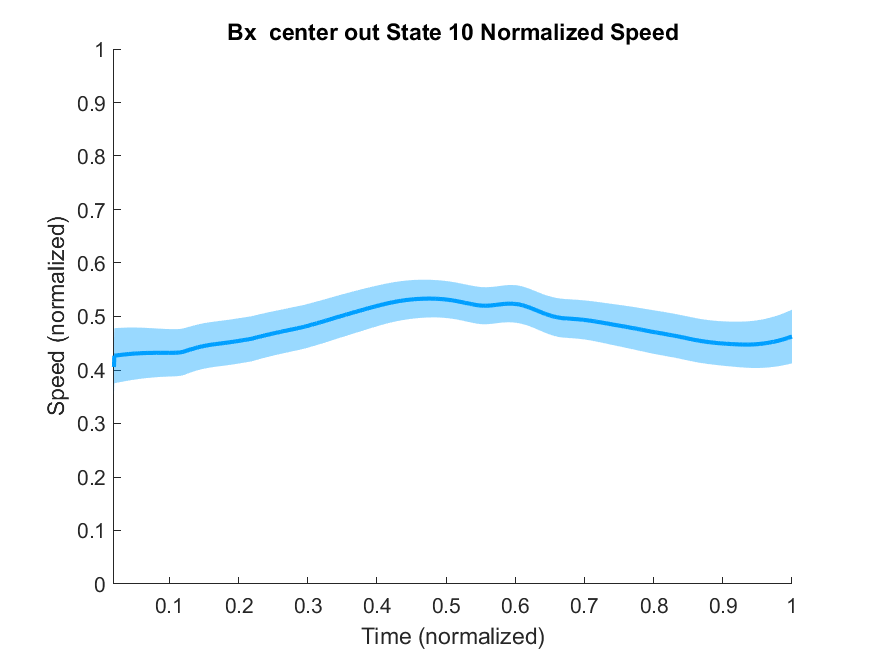 Bx  center out State 10 Normalized Speed
1
0.9
0.8
0.7
0.6
0.5
0.4
0.3
0.2
0.1
0
Speed (normalized)
0.1 0.2 0.3 0.4 0.5 0.6 0.7 0.8 0.9 1
Time (normalized)